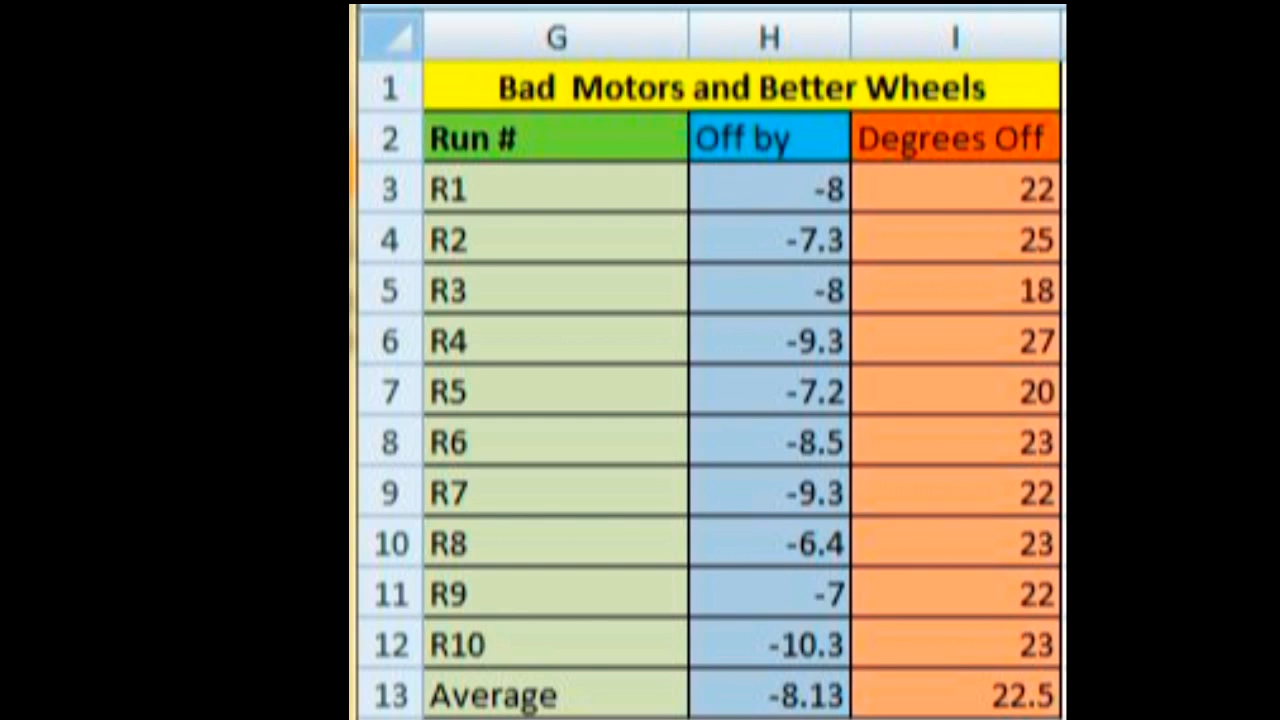 G H I
1 Bad Motors and Better Wheels
2 Run # Off by Degrees Off
3 R1 -8 22
4 R2 -7.3 25
5 R3 -8 18
6 R4 -9.3 27
7 R5 -7.2 20
8 R6 -8.5 23
9 R7 -9.3 22
10 R8 -6.4 23
11 R9 -7 22
12 R10 -10.3 23
13 Average -8.13 22.5